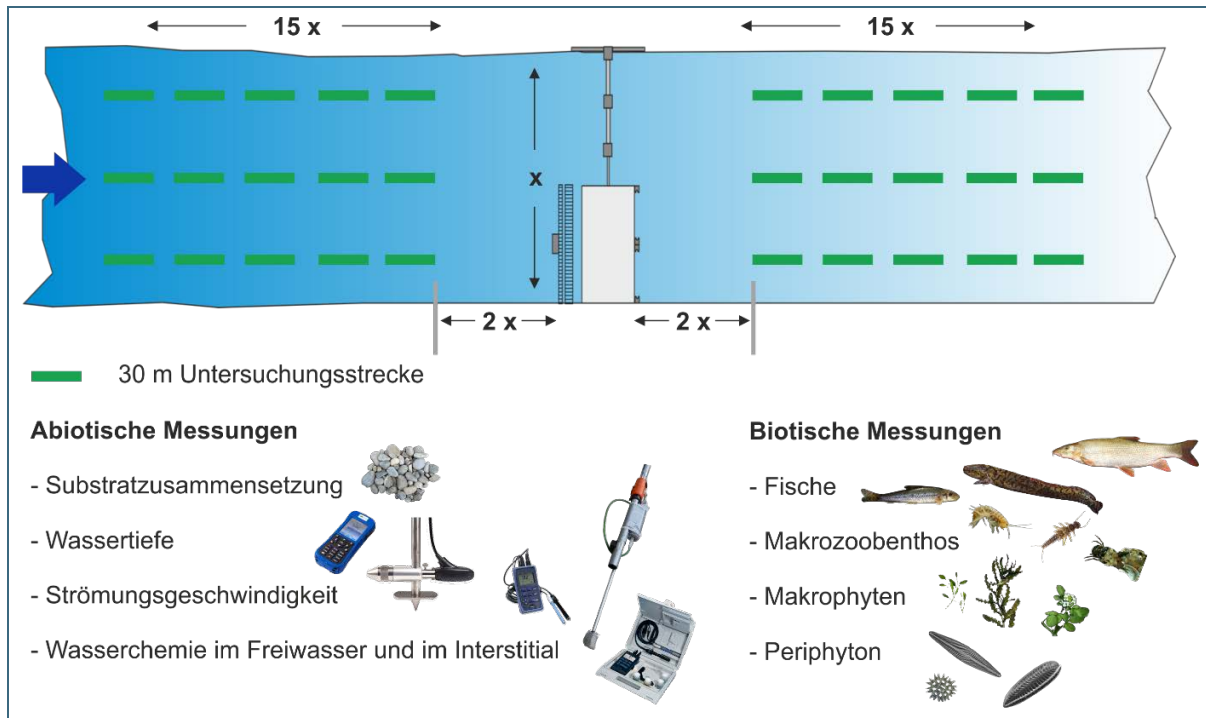 15 x
15 x
x
2 x
2 x
30 m Untersuchungsstrecke
Abiotische Messungen
- Substratzusammensetzung
- Wassertiefe
- Strömungsgeschwindigkeit
- Wasserchemie im Freiwasser und im Interstitial
Biotische Messungen
- Fische
- Makrozoobenthos
- Makrophyten
- Periphyton